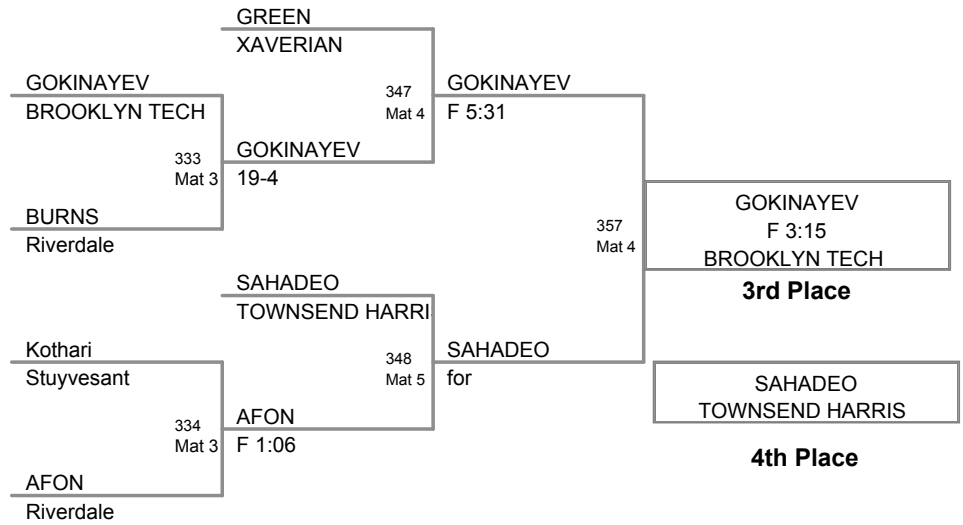 GREEN
XAVERIAN
GOKINAYEV
BROOKLYN TECH
347
Mat 4
GOKINAYEV
F 5:31
333
Mat 3
GOKINAYEV
19-4
BURNS
Riverdale
357
Mat 4
GOKINAYEV
F 3:15
BROOKLYN TECH
3rd Place
SAHADEO
TOWNSEND HARRI
Kothari
Stuyvesant
348
Mat 5
SAHADEO
for
334
Mat 3
AFON
F 1:06
AFON
Riverdale
SAHADEO
TOWNSEND HARRIS
4th Place